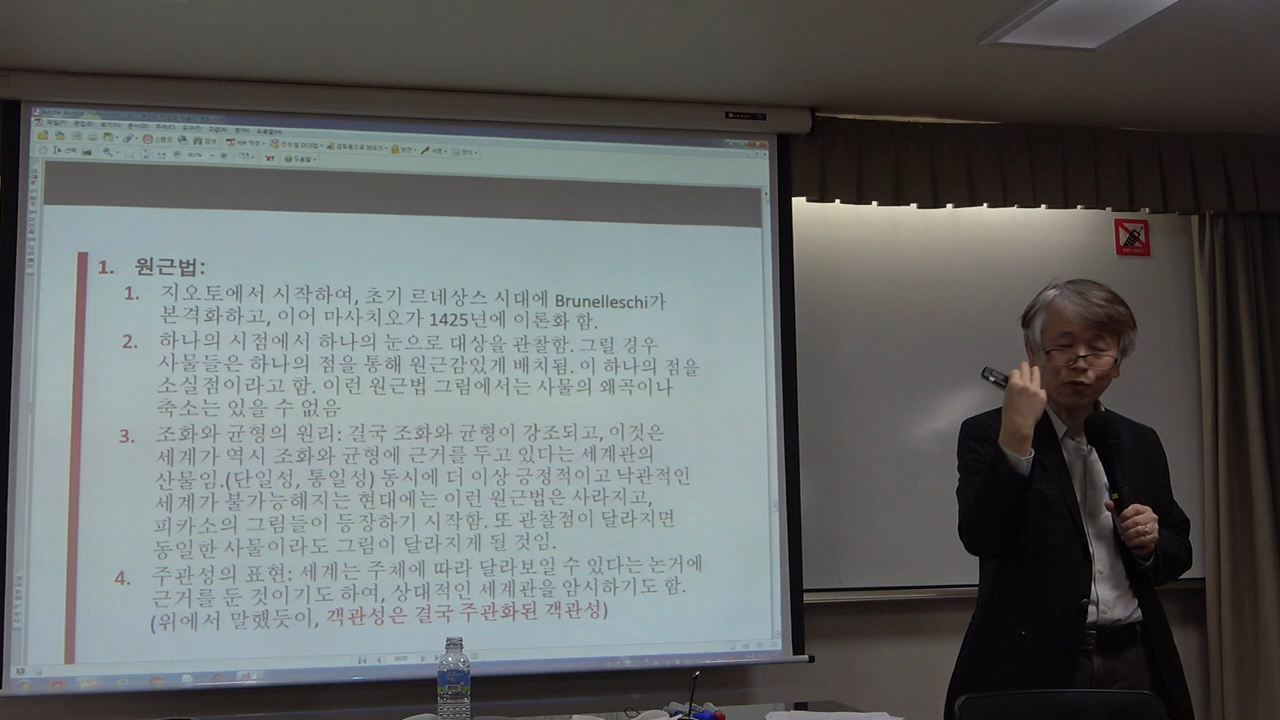 1. 원근법:
1. 지오토에서 시작하여, 초기 르네상스 시대에 Brunelleschi가
본격화하고, 이어 마사치오가 1425년에 이론화 함.
2. 하나의 시점에서 하나의 눈으로 대상을 관찰함. 그럴 경우
사물들은 하나의 점을 통해 원근감있게 배치됨. 이 하나의 점을
소실점이라고 함. 이런 원근법 그림에서는 사물의 왜곡이나
축소는 있을 수 없음
3. 조화와 균형의 원리: 결국 조화와 균형이 강조되고, 이것은
세계가 역시 조화와 균형에 근거를 두고 있다는 세계관의
산물임.(단일성, 통일성) 동시에 더 이상 긍정적이고 낙관적인
세계가 불가능해지는 현대에는 이런 원근법은 사라지고,
피카소의 그림들이 등장하기 시작함. 또 관찰점이 달라지면
동일한 사물이라도 그림이 달라지게 될 것임.
4. 주관성의 표현: 세계는 주체에 따라 달라보일 수 있다는 논거에
근거를 둔 것이기도 하여, 상대적인 세계관을 암시하기도 함.
(위에서 말했듯이, 객관성은 결국 주관화된 객관성)